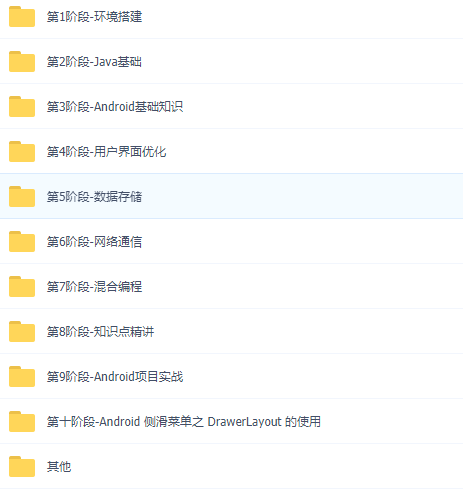 第1阶段-环境搭建
第2阶段-Java基础
第3阶段-Android基础知识
第4阶段-用户界面优化
第5阶段-数据存储
第6阶段-网络通信
第7阶段-混合编程
第8阶段-知识点精讲
第9阶段-Android项目实战
第十阶段-Android 侧滑菜单之 DrawerLayout 的使用
其他